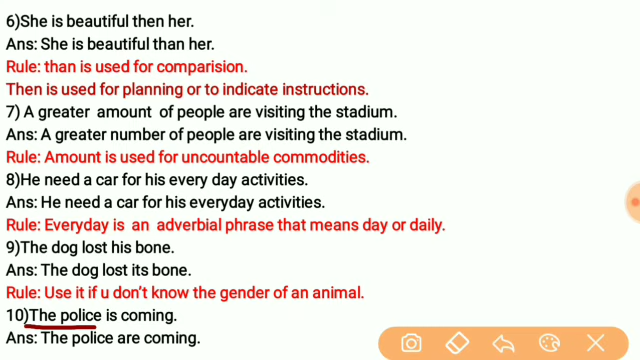 6)She is beautiful then her.
Ans: She is beautiful than her.
Rule: than is used for comparision.
Then is used for planning or to indicate instructions.
7) A greater amount of people are visiting the stadium.
Ans: A greater number of people are visiting the stadium.
Rule: Amount is used for uncountable commodities.
8)He need a car for his every day activities.
Ans: He need a car for his everyday activities.
Rule: Everyday is an adverbial phrase that means day or daily.
9)The dog lost his bone.
Ans: The dog lost its bone.
Rule: Use it if u don't know the gender of an animal.
10)The police is coming.
Ans: The police are coming.